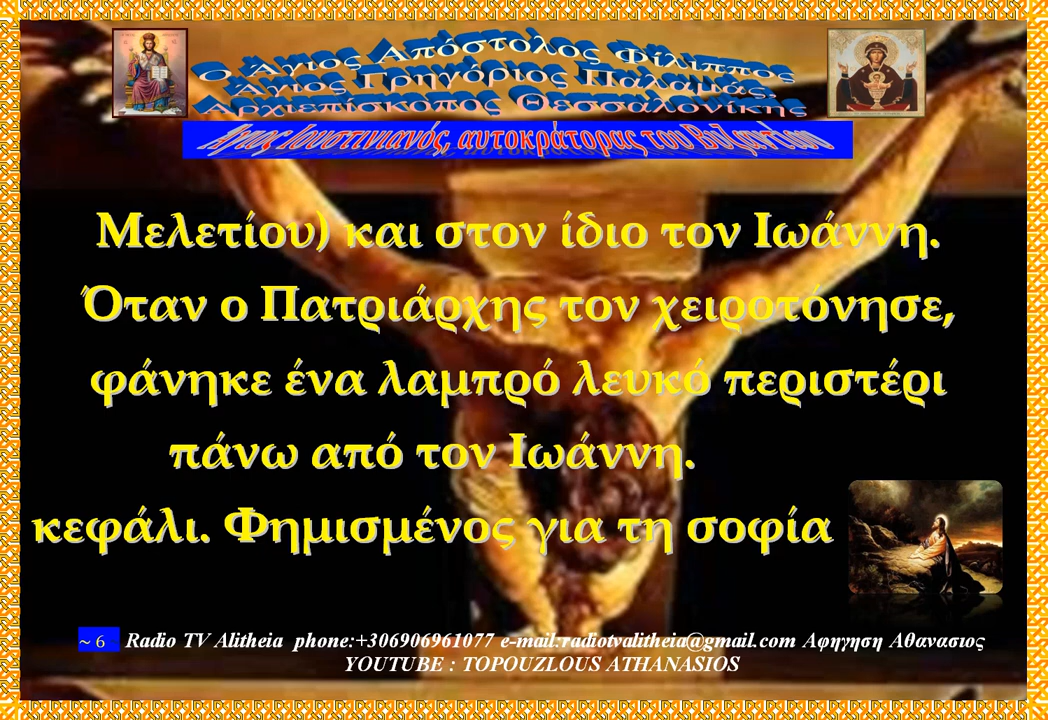 Ο Άγιος Απόστολος Φίλιππος
Άγιος Γρηγόριος Παλαμάς,
Αρχιεπίσκοπος Θεσσαλονίκης
Άγιος Ιουστινιανός, αυτοκράτορας του Βυζαντίου
Μελετίου) και στον ίδιο τον Ιωάννη.
Όταν ο Πατριάρχης τον χειροτόνησε,
φάνηκε ένα λαμπρό λευκό περιστέρι
πάνω από τον Ιωάννη.
κεφάλι. Φημισμένος για τη σοφία
~ 6 Radio TV Alitheia phone:+306906961077 e-mail:radiotvalitheia@gmail.com Αφηγηση Αθανασιος
YOUTUBE : TOPOUZLOUS ATHANASIOS